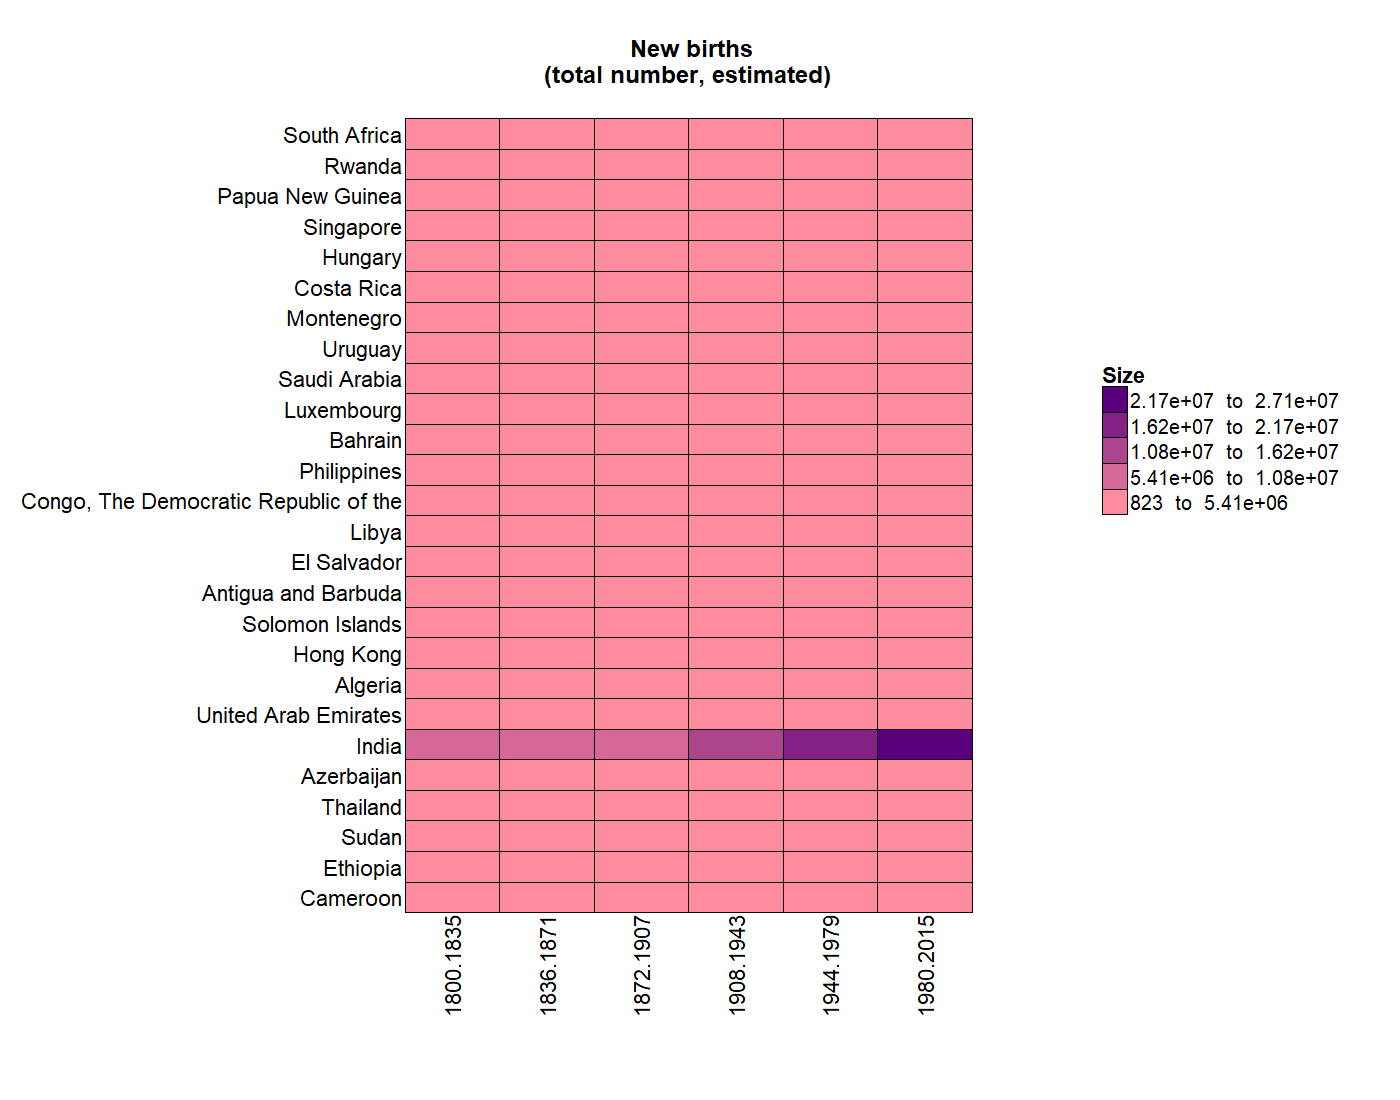 New births
(total number, estimated)
South Africa
Rwanda
Papua New Guinea
Singapore
Hungary
Costa Rica
Montenegro
Uruguay
Saudi Arabia
Luxembourg
Bahrain
Philippines
Congo, The Democratic Republic of the
Libya
El Salvador
Antigua and Barbuda
Solomon Islands
Hong Kong
Algeria
United Arab Emirates
India
Azerbaijan
Thailand
Sudan
Ethiopia
Cameroon
1800.1835
1836.1871
1872.1907
1908.1943
1944.1979
1980.2015
Size
2.17e+07 to 2.71e+07
1.62e+07 to 2.17e+07
1.08e+07 to 1.62e+07
5.41e+06 to 1.08e+07
823 to 5.41e+06